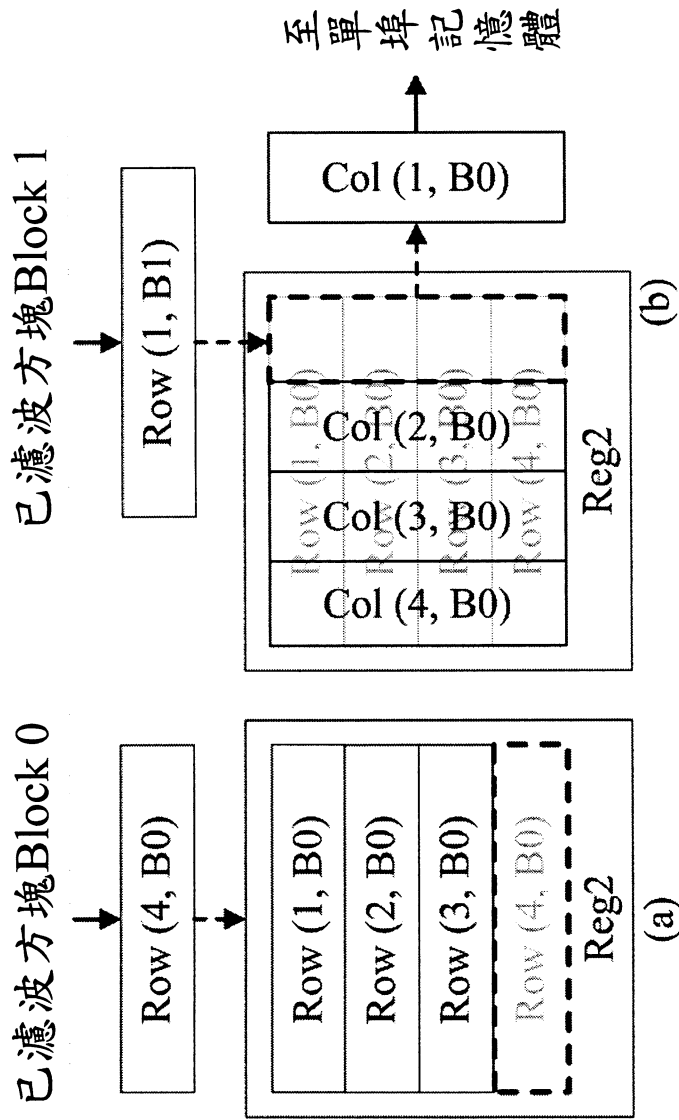 已濾波方塊Block 0
Row (4, B0)
Row (1, B0)
Row (2, B0)
Row (3, B0)
Row (4, B0)
Reg2
(a)
已濾波方塊Block 1
Row (1, B1)
Row (1, B0)
Row (2, B0)
Row (3, B0)
Row (4, B0)
Col (4, B0)
Col (3, B0)
Col (2, B0)
Reg2
(b)
Col (1, B0)
至單埠記憶體